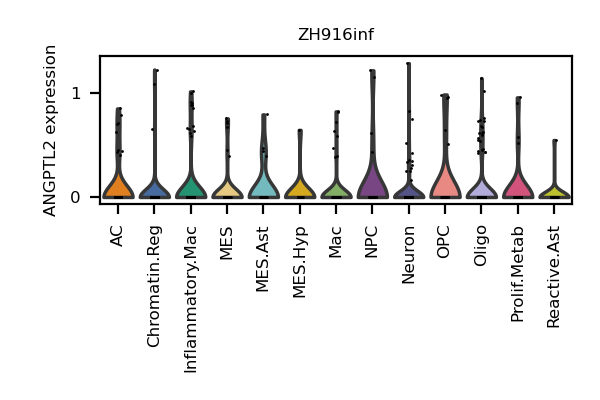 ZH916inf
ANGPTL2 expression
1
0
AC
Chromatin.Reg
Inflammatory.Mac
MES
MES.Ast
MES.Hyp
Mac
NPC
Neuron
OPC
Oligo
Prolif.Metab
Reactive.Ast